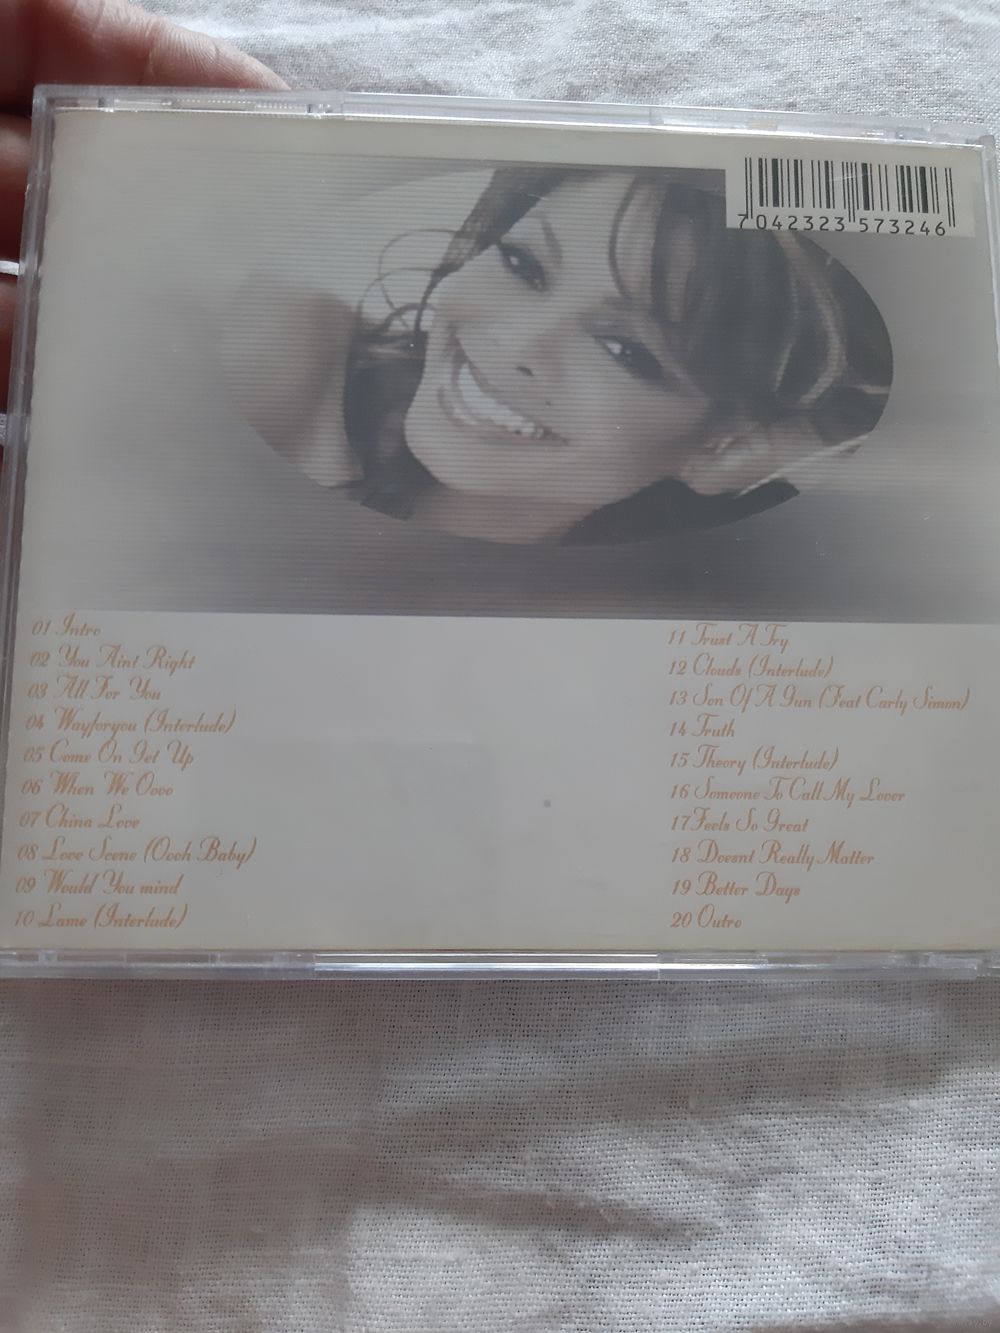 7 042323 573246
01 Intro
02 You Aint Right
03 All For You
04 Wayforyou (Interlude)
05 Come On Get Up
06 When We Oooo
07 China Love
08 Love Scene (Oooh Baby)
09 Would You mind
10 Lame (Interlude)
11 Trust A Try
12 Clouds (Interlude)
13 Son Of A Gun (Feat Carly Simon)
14 Truth
15 Theory (Interlude)
16 Someone To Call My Lover
17 Feels So Great
18 Doesnt Really Matter
19 Better Days
20 Outro